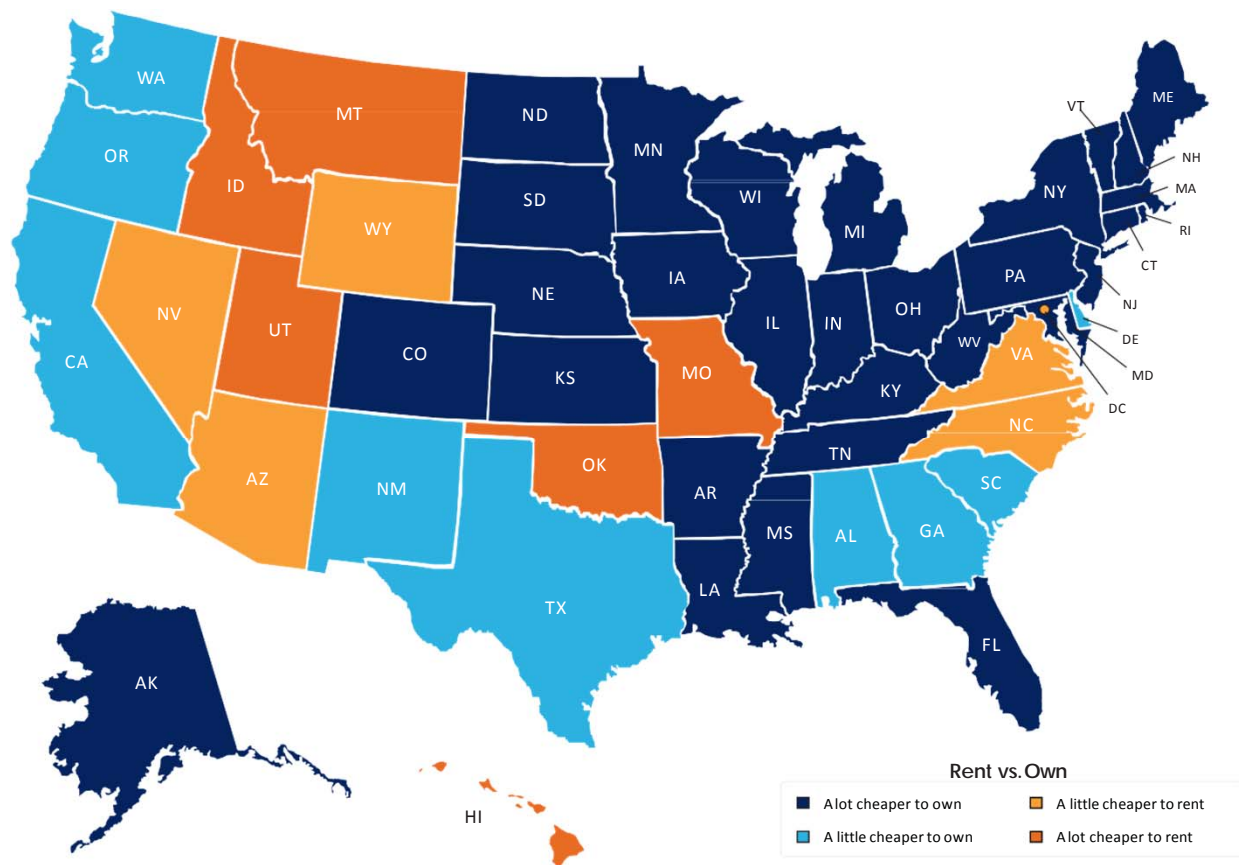 WA
MT
ND
ME
VT
OR
MN
NH
ID
SD
WI
NY
MA
WY
MI
RI
CT
IA
PA
NE
NV
OH
NJ
UT
IL
IN
CO
WV
DE
CA
VA
KS
MO
KY
MD
DC
NC
TN
OK
AZ
NM
AR
SC
MS
AL
GA
LA
TX
FL
AK
HI
Rent vs. Own
A lot cheaper to own
A little cheaper to rent
A little cheaper to own
A lot cheaper to rent